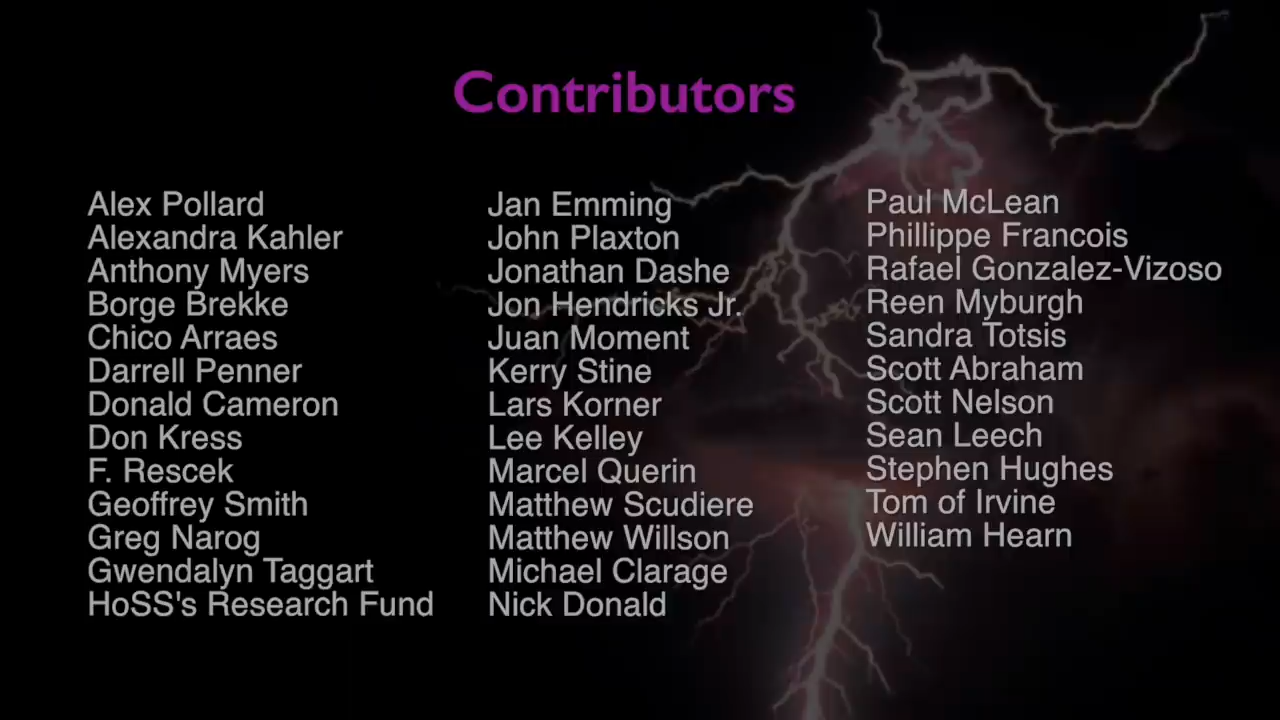 Contributors
Alex Pollard
Alexandra Kahler
Anthony Myers
Borge Brekke
Chico Arraes
Darrell Penner
Donald Cameron
Don Kress
F. Rescek
Geoffrey Smith
Greg Narog
Gwendalyn Taggart
HoSS's Research Fund
Jan Emming
John Plaxton
Jonathan Dashe
Jon Hendricks Jr.
Juan Moment
Kerry Stine
Lars Korner
Lee Kelley
Marcel Querin
Matthew Scudiere
Matthew Willson
Michael Clarage
Nick Donald
Paul McLean
Phillippe Francois
Rafael Gonzalez-Vizoso
Reen Myburgh
Sandra Totsis
Scott Abraham
Scott Nelson
Sean Leech
Stephen Hughes
Tom of Irvine
William Hearn